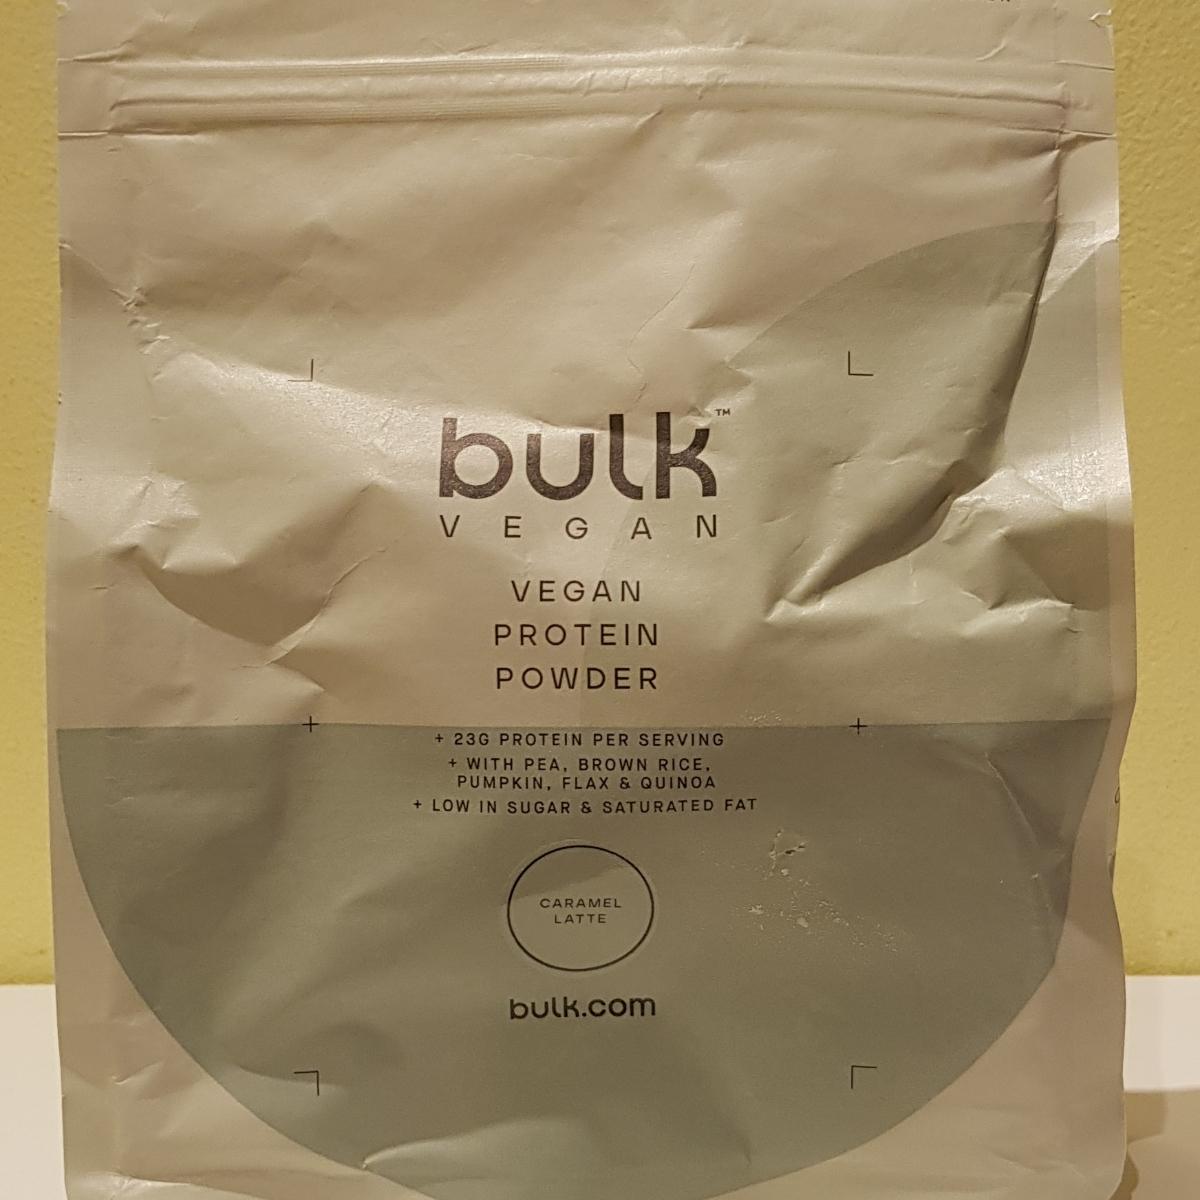 bulk™
VEGAN
VEGAN
PROTEIN
POWDER
+ 23G PROTEIN PER SERVING
+ WITH PEA, BROWN RICE,
PUMPKIN, FLAX & QUINOA
+ LOW IN SUGAR & SATURATED FAT
CARAMEL
LATTE
bulk.com